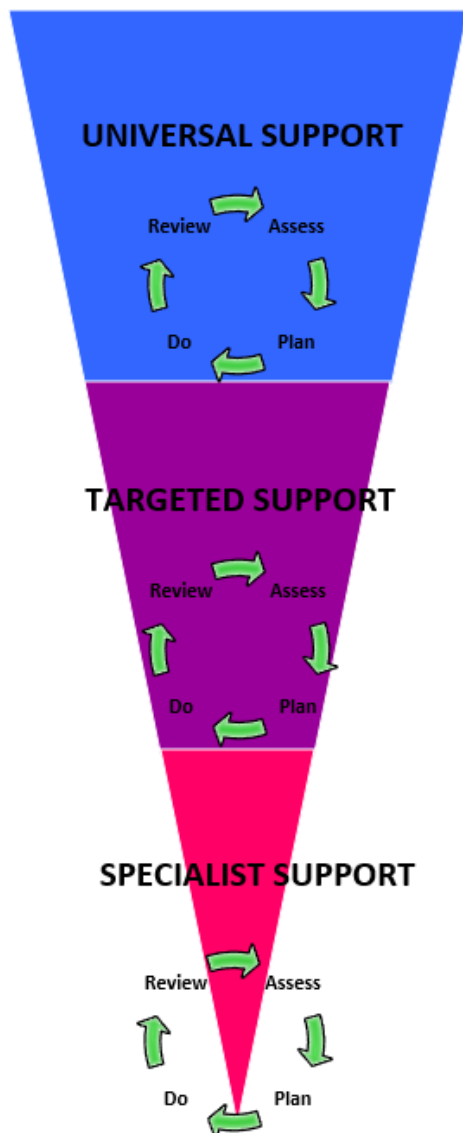 UNIVERSAL SUPPORT
Review Assess
Do Plan
TARGETED SUPPORT
Review Assess
Do Plan
SPECIALIST SUPPORT
Review Assess
Do Plan